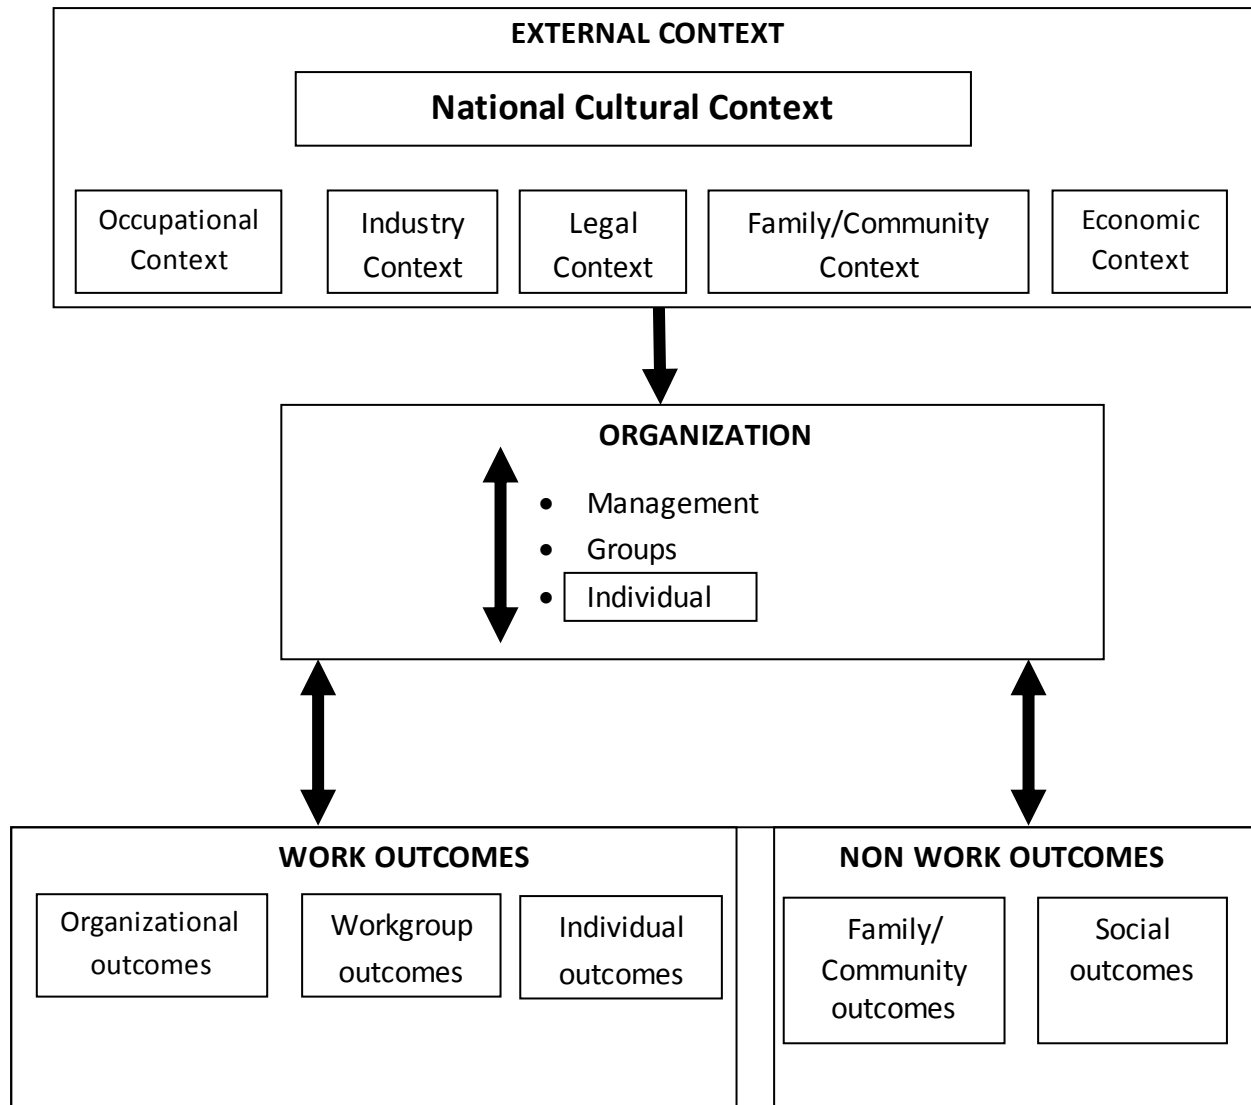 EXTERNAL CONTEXT
National Cultural Context
Occupational
Context
Industry
Context
Legal
Context
Family/Community
Context
Economic
Context
ORGANIZATION
• Management
• Groups
• Individual
WORK OUTCOMES
Organizational
outcomes
Workgroup
outcomes
Individual
outcomes
NON WORK OUTCOMES
Family/
Community
outcomes
Social
outcomes